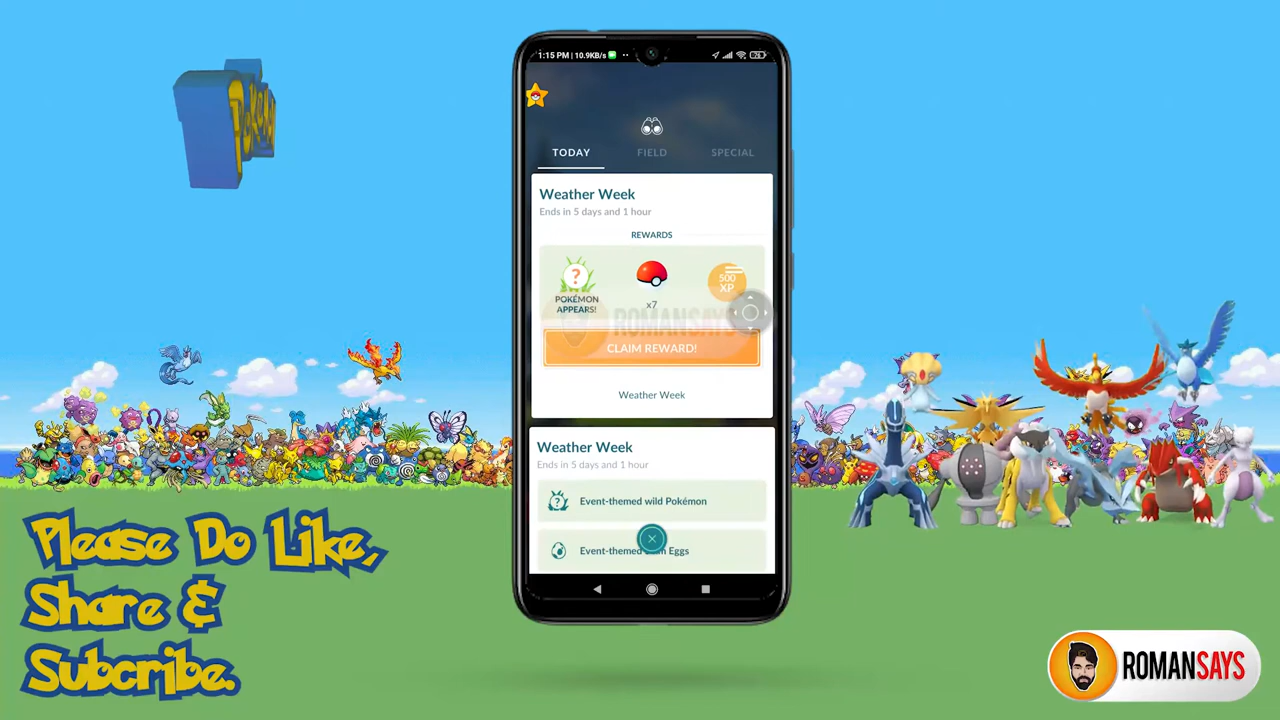 1:15 PM | 10.9KB/s
TODAY
FIELD
SPECIAL
Weather Week
Ends in 5 days and 1 hour
REWARDS
POKÉMON
APPEARS!
x7
500
XP
ROMANSAYS
CLAIM REWARD!
Weather Week
Weather Week
Ends in 5 days and 1 hour
Event-themed wild Pokémon
Event-themed Eggs
Please Do Like,
Share &
Subcribe.
ROMANSAYS